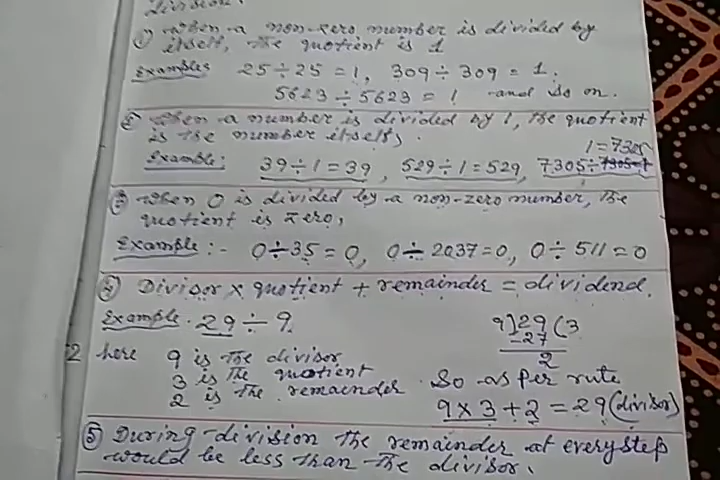 division.
① When a non-zero number is divided by
itself, the quotient is 1
Examples 25÷25 = 1, 309÷309 = 1.
5623÷5623 = 1 and so on.
② When a number is divided by 1, the quotient
is the number itself,
1=7305
Example: 39÷1=39, 529÷1=529, 7305÷
③ When 0 is divided by a non-zero number, the
quotient is zero,
Example:- 0÷35=0, 0÷2037=0, 0÷511=0
④ Divisor x quotient + remainder = dividend.
Example. 29÷9.
9)29(3
-27
2
here 9 is the divisor
3 is the quotient
2 is the remainder. So as per rule
9x3+2=29(divisor)
⑤ During division the remainder at every step
would be less than the divisor.